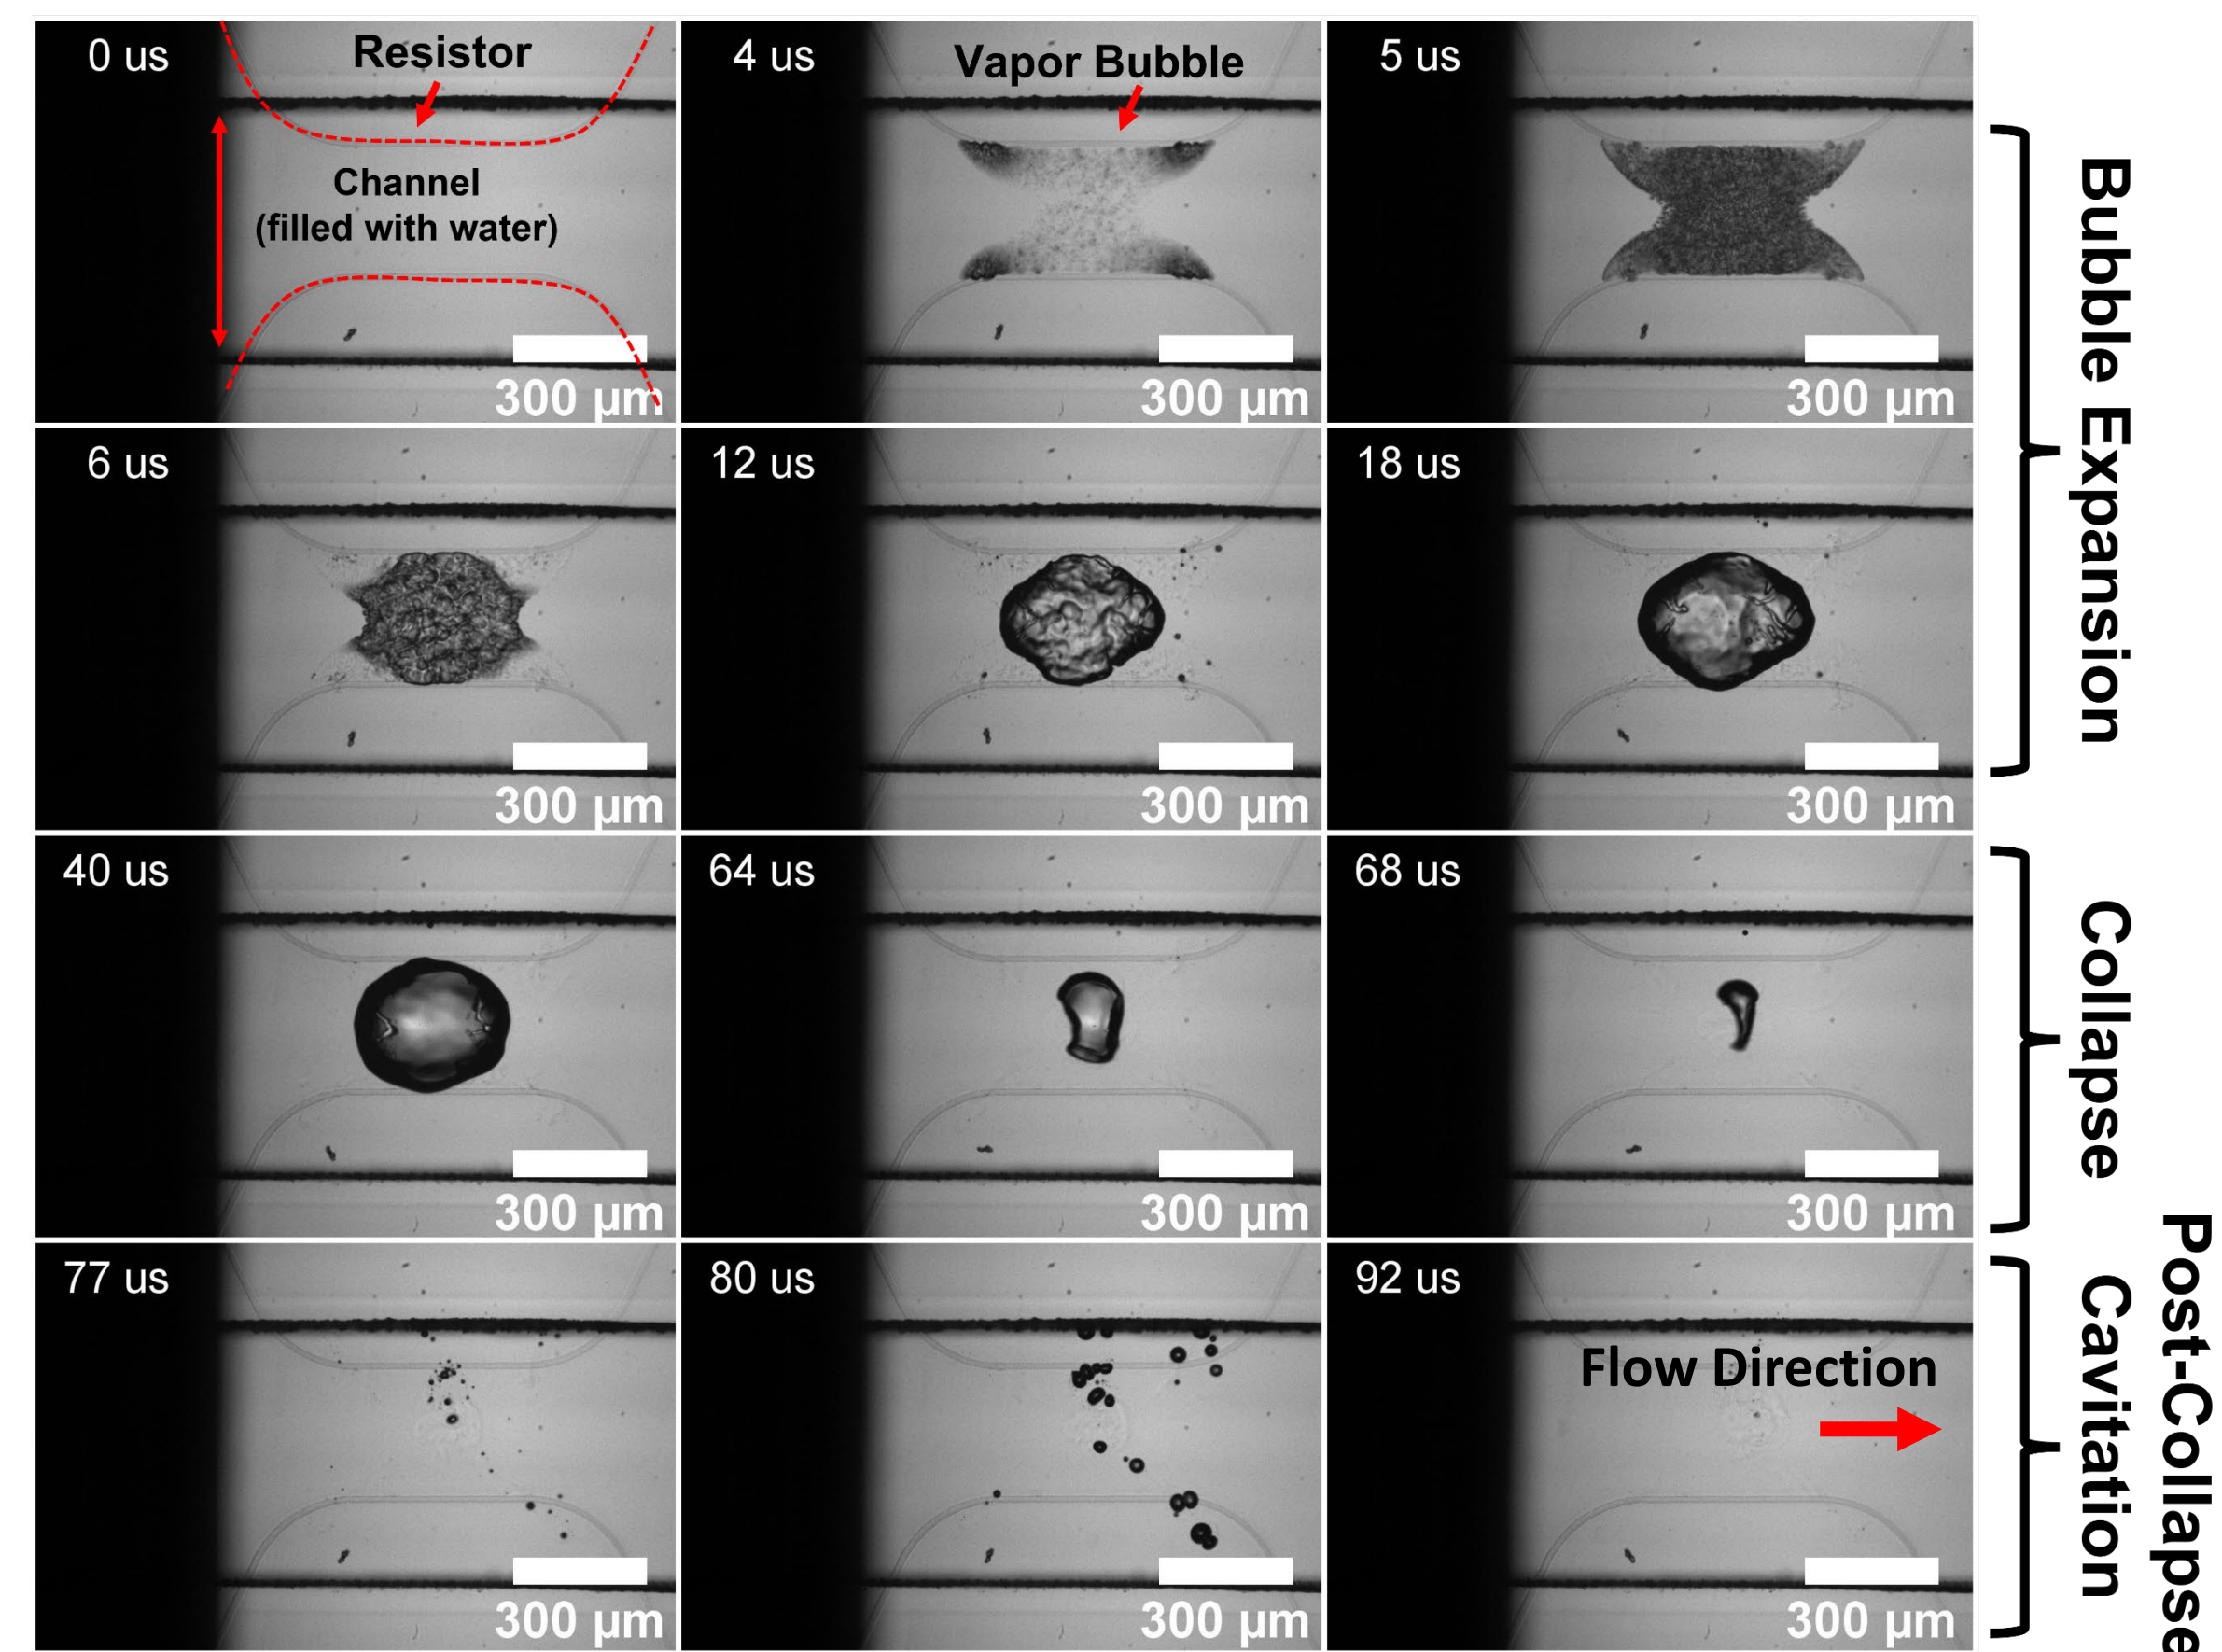 0 us
Resistor
Channel
(filled with water)
300 µm
4 us
Vapor Bubble
300 µm
5 us
300 µm
6 us
300 µm
12 us
300 µm
18 us
300 µm
Bubble Expansion
40 us
300 µm
64 us
300 µm
68 us
300 µm
Collapse
77 us
300 µm
80 us
300 µm
92 us
Flow Direction
300 µm
Post-Collapse
Cavitation